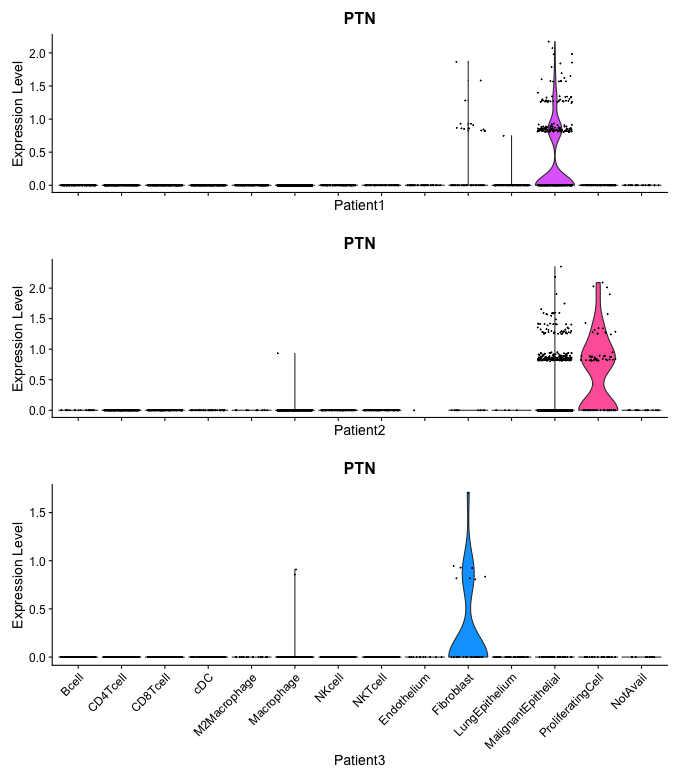 PTN
Expression Level
2.0
1.5
1.0
0.5
0.0
Patient1
PTN
Expression Level
2.0
1.5
1.0
0.5
0.0
Patient2
PTN
Expression Level
1.5
1.0
0.5
0.0
Bcell
CD4Tcell
CD8Tcell
cDC
M2Macrophage
Macrophage
NKcell
NKTcell
Endothelium
Fibroblast
LungEpithelium
MalignantEpithelial
ProliferatingCell
NotAvail
Patient3